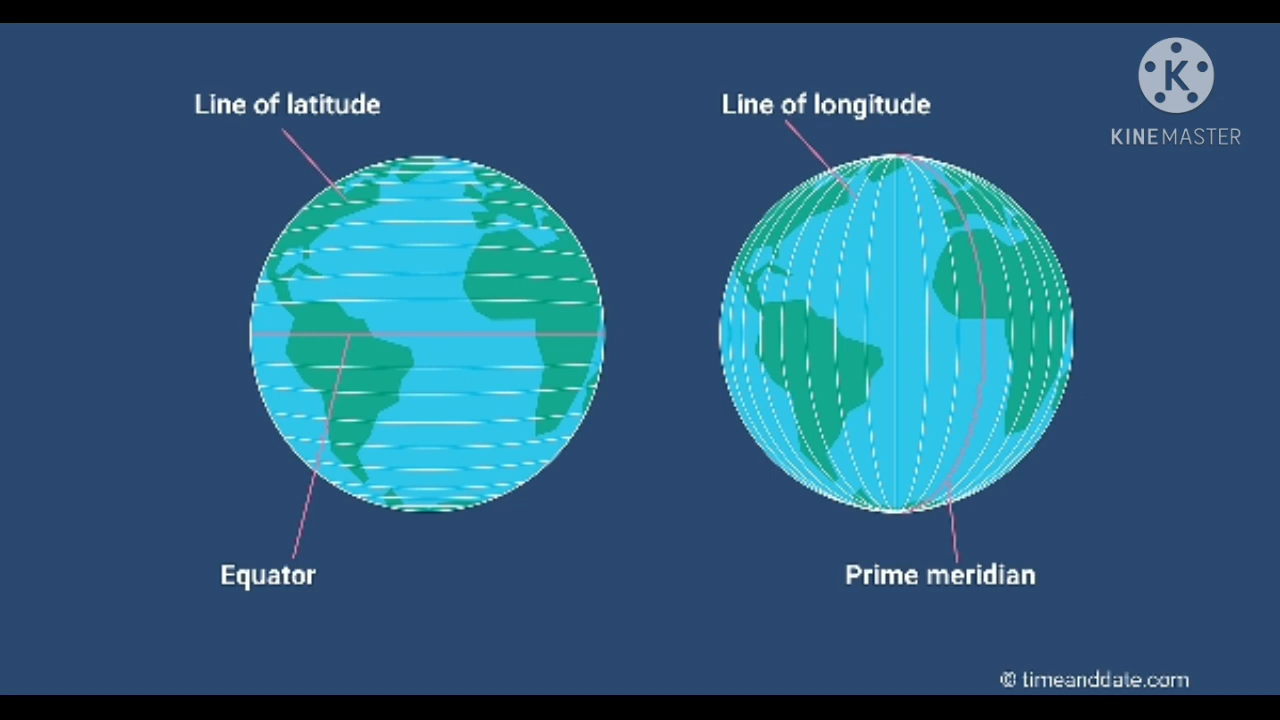 Line of latitude
Line of longitude
K
KINEMASTER
Equator
Prime meridian
© timeanddate.com